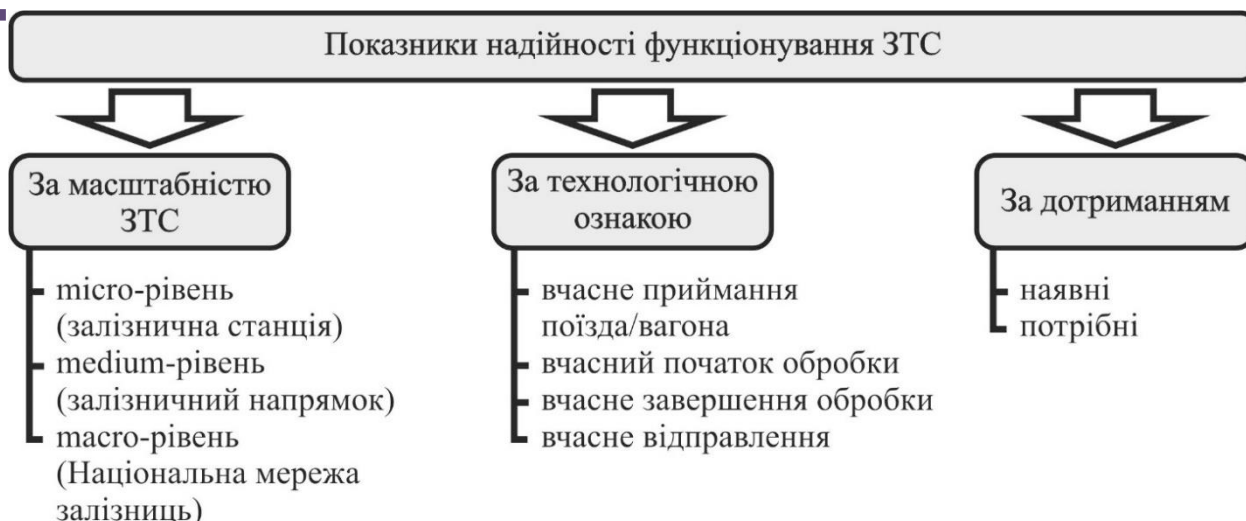 Показники надійності функціонування ЗТС
За масштабністю
ЗТС
micro-рівень
(залізнична станція)
medium-рівень
(залізничний напрямок)
macro-рівень
(Національна мережа
залізниць)
За технологічною
ознакою
вчасне приймання
поїзда/вагона
вчасний початок обробки
вчасне завершення обробки
вчасне відправлення
За дотриманням
наявні
потрібні